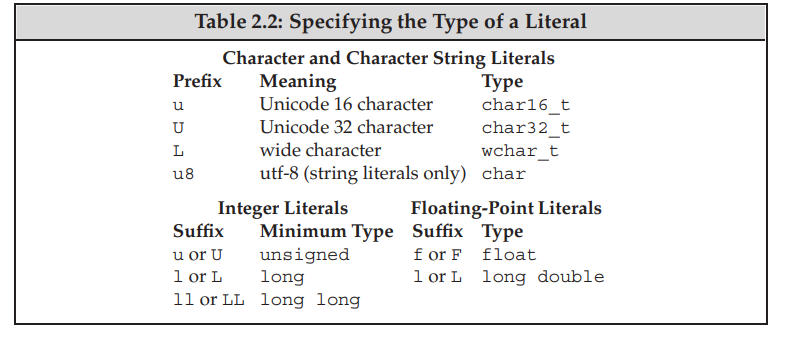 Table 2.2: Specifying the Type of a Literal
Character and Character String Literals
Prefix Meaning Type
u Unicode 16 character char16_t
U Unicode 32 character char32_t
L wide character wchar_t
u8 utf-8 (string literals only) char
Integer Literals Floating-Point Literals
Suffix Minimum Type Suffix Type
u or U unsigned f or F float
l or L long l or L long double
ll or LL long long